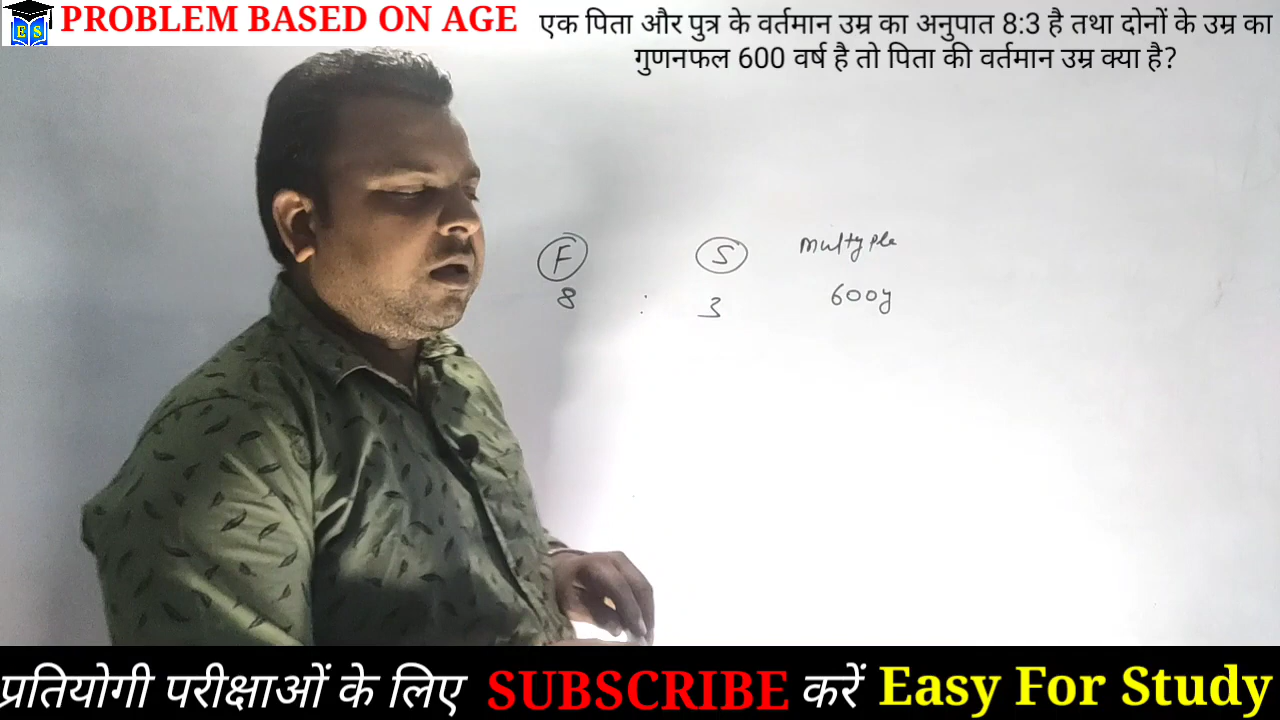 PROBLEM BASED ON AGE
एक पिता और पुत्र के वर्तमान उम्र का अनुपात 8:3 है तथा दोनों के उम्र का
गुणनफल 600 वर्ष है तो पिता की वर्तमान उम्र क्या है?
ES
F S Multyple
8 : 3 600y
प्रतियोगी परीक्षाओं के लिए SUBSCRIBE करें Easy For Study